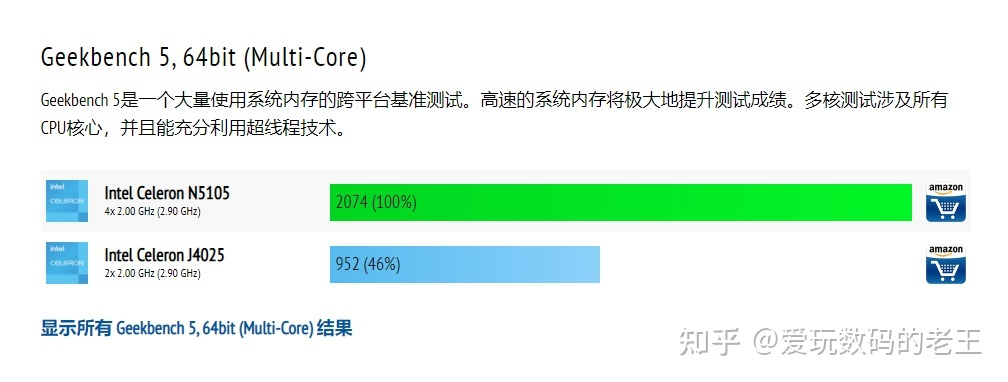 Geekbench 5, 64bit (Multi-Core)
Geekbench 5是一个大量使用系统内存的跨平台基准测试。高速的系统内存将极大地提升测试成绩。多核测试涉及所有
CPU核心，并且能充分利用超线程技术。
intel
CELERON
Intel Celeron N5105
4x 2.00 GHz (2.90 GHz)
2074 (100%)
amazon
intel
CELERON
Intel Celeron J4025
2x 2.00 GHz (2.90 GHz)
952 (46%)
amazon
显示所有 Geekbench 5, 64bit (Multi-Core) 结果
知乎 @爱玩数码的老王